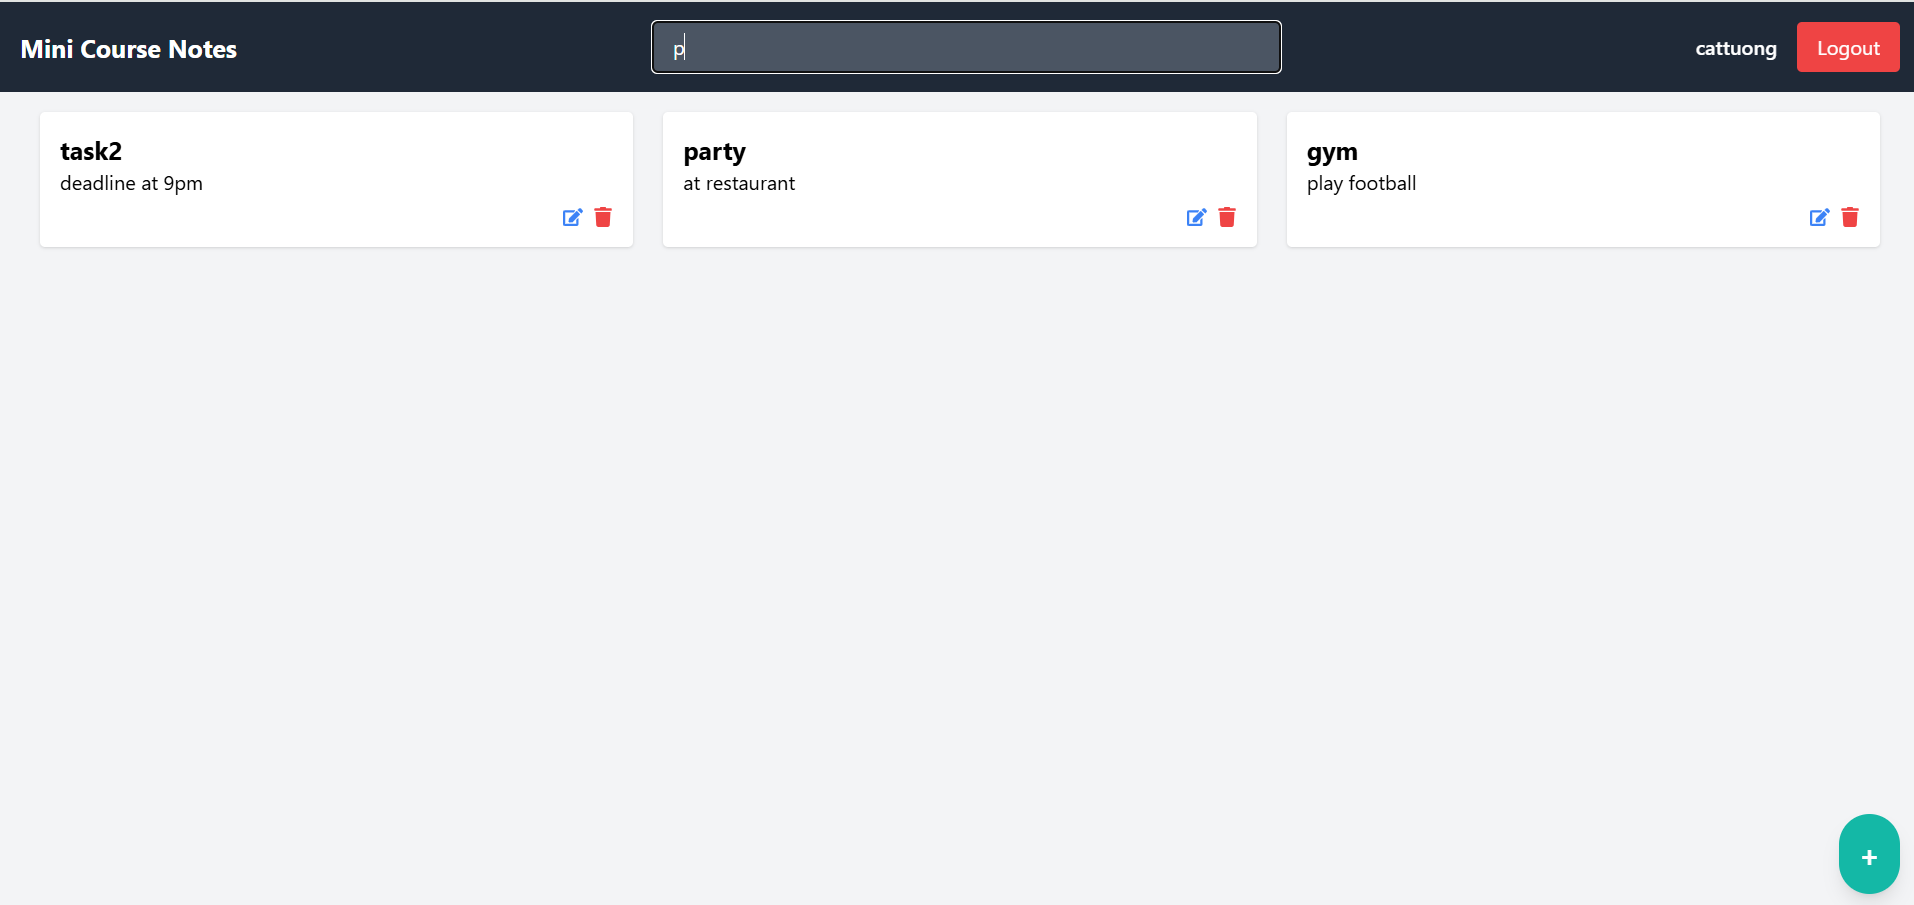 Mini Course Notes
p
cattuong
Logout
task2
deadline at 9pm
party
at restaurant
gym
play football
+